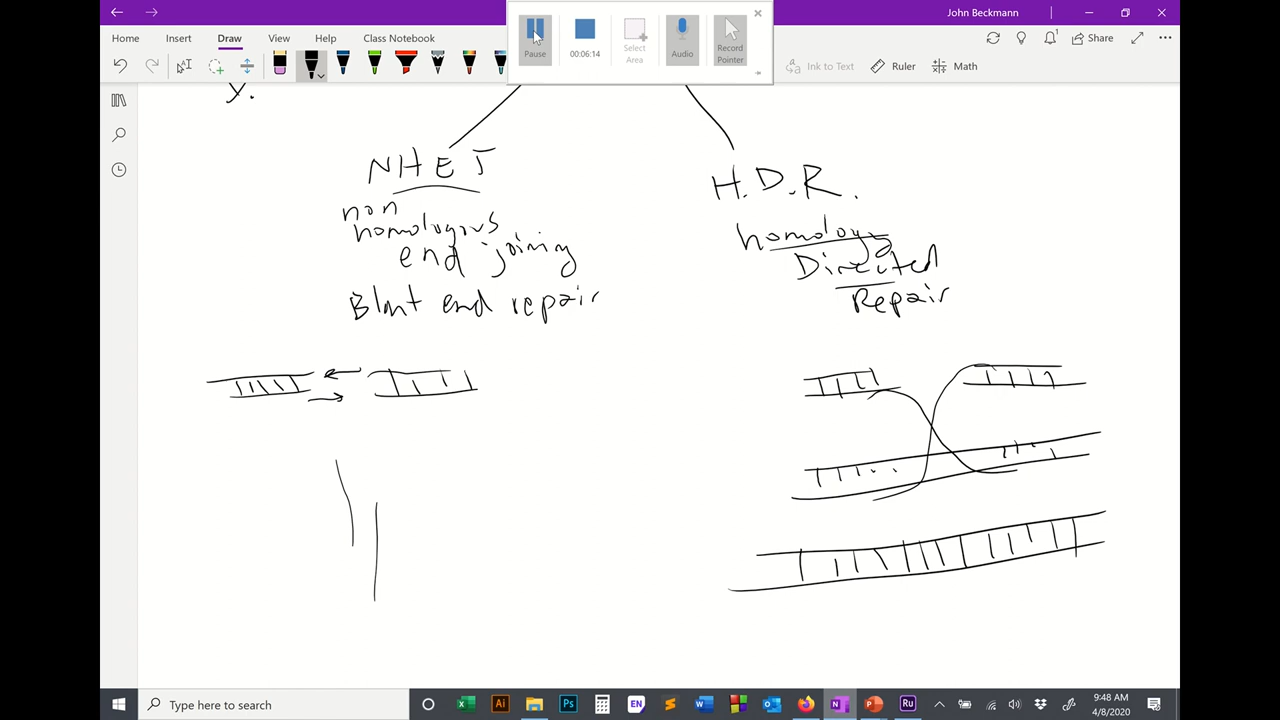 John Beckmann
Home Insert Draw View Help Class Notebook
Pause
00:06:14
Select Area
Audio
Record Pointer
Share
Ink to Text
Ruler
Math
y.
NHEJ
non
homologous
end joining
Blunt end repair
H.D.R.
homology
Directed
Repair
Type here to search
9:48 AM
4/8/2020